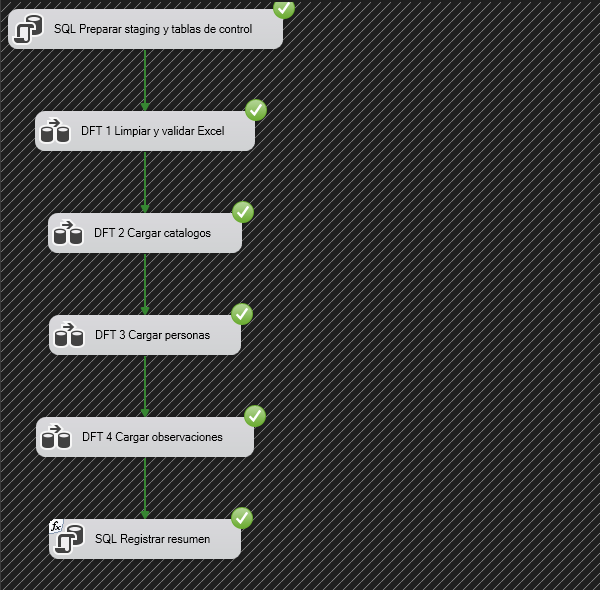 SQL Preparar staging y tablas de control
DFT 1 Limpiar y validar Excel
DFT 2 Cargar catalogos
DFT 3 Cargar personas
DFT 4 Cargar observaciones
fx
SQL Registrar resumen